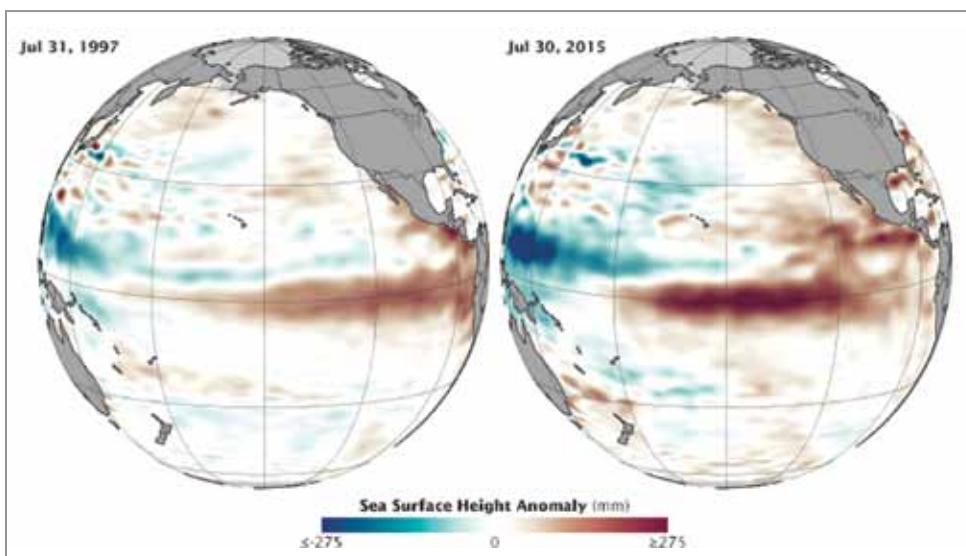 Jul 31, 1997
Jul 30, 2015
Sea Surface Height Anomaly (mm)
≤-275 0 ≥275